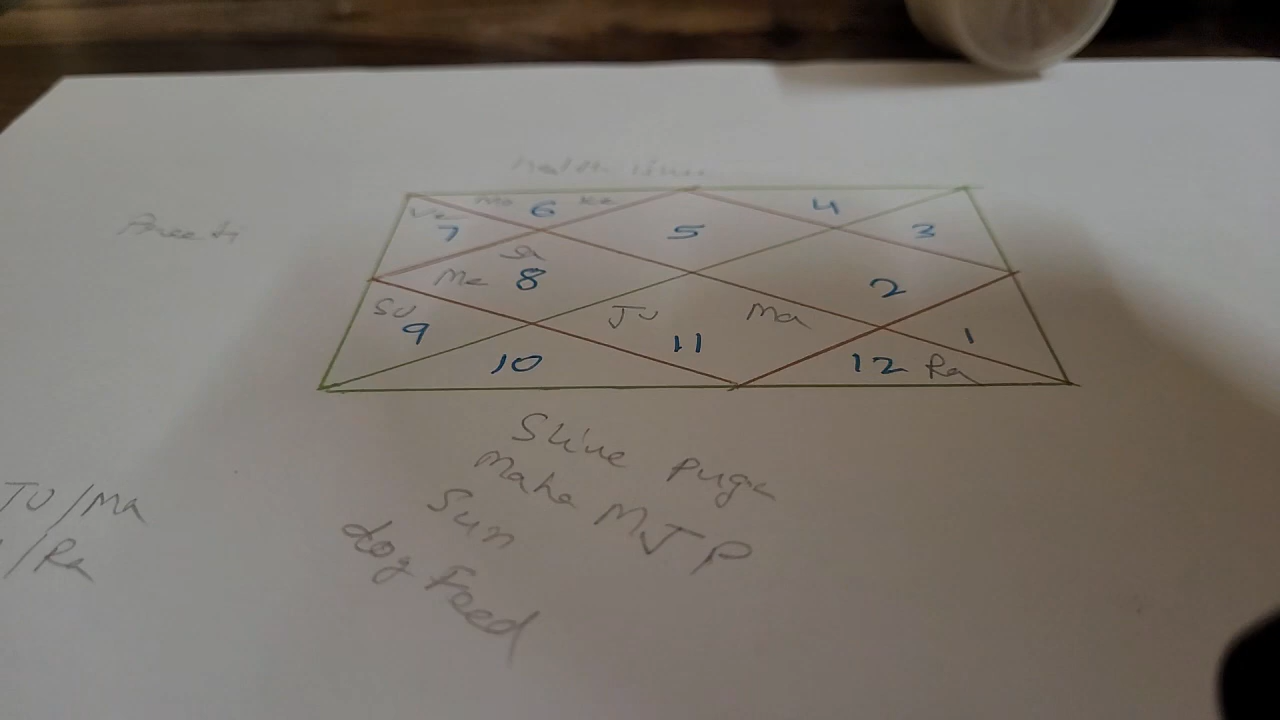 Preeti
Mo 6 Ke
4
Ve
7
5
3
Sa
Me 8
2
Su
9
Ju
Ma
11
1
10
12 Ra
JU/Ma
/Ra
Shive puga
Maha MJP
Sun
dog Feed